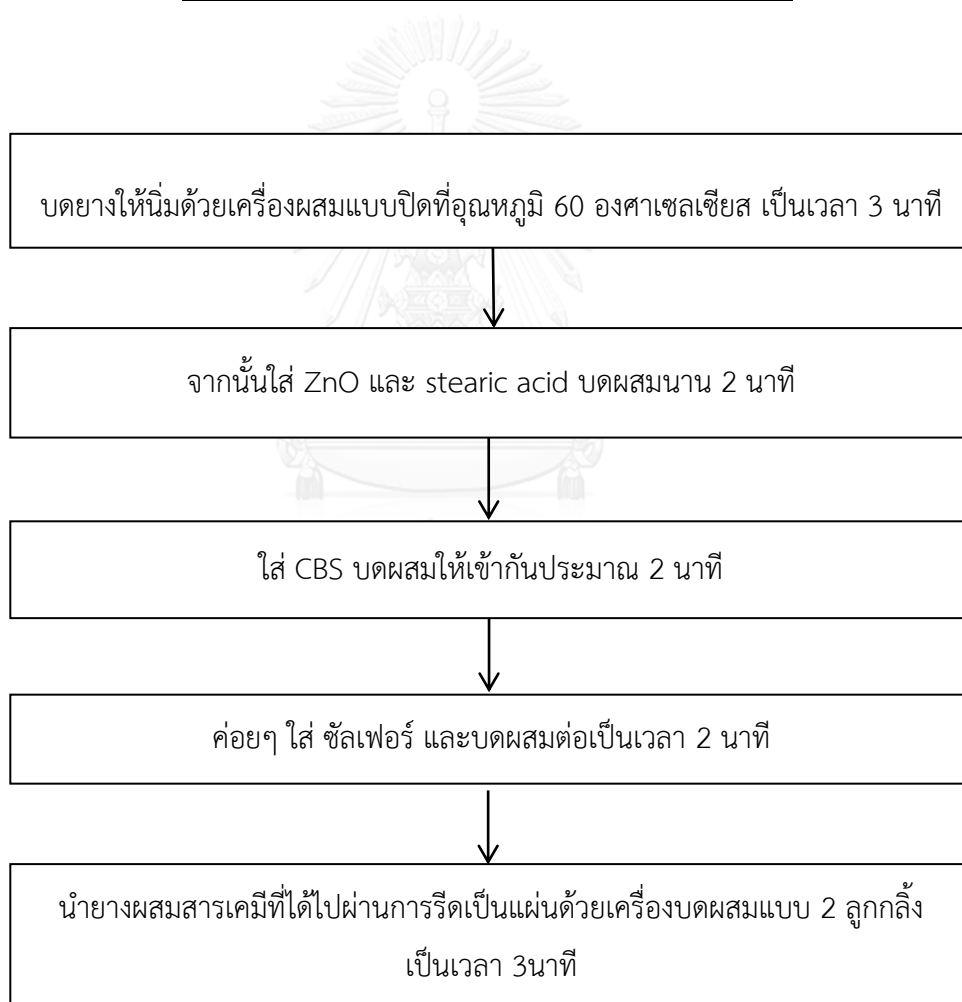 บดยางให้นิ่มด้วยเครื่องผสมแบบปิดที่อุณหภูมิ 60 องศาเซลเซียส เป็นเวลา 3 นาที
จากนั้นใส่ ZnO และ stearic acid บดผสมนาน 2 นาที
ใส่ CBS บดผสมให้เข้ากันประมาณ 2 นาที
ค่อยๆ ใส่ ซัลเฟอร์ และบดผสมต่อเป็นเวลา 2 นาที
นำยางผสมสารเคมีที่ได้ไปผ่านการรีดเป็นแผ่นด้วยเครื่องบดผสมแบบ 2 ลูกกลิ้ง
เป็นเวลา 3นาที